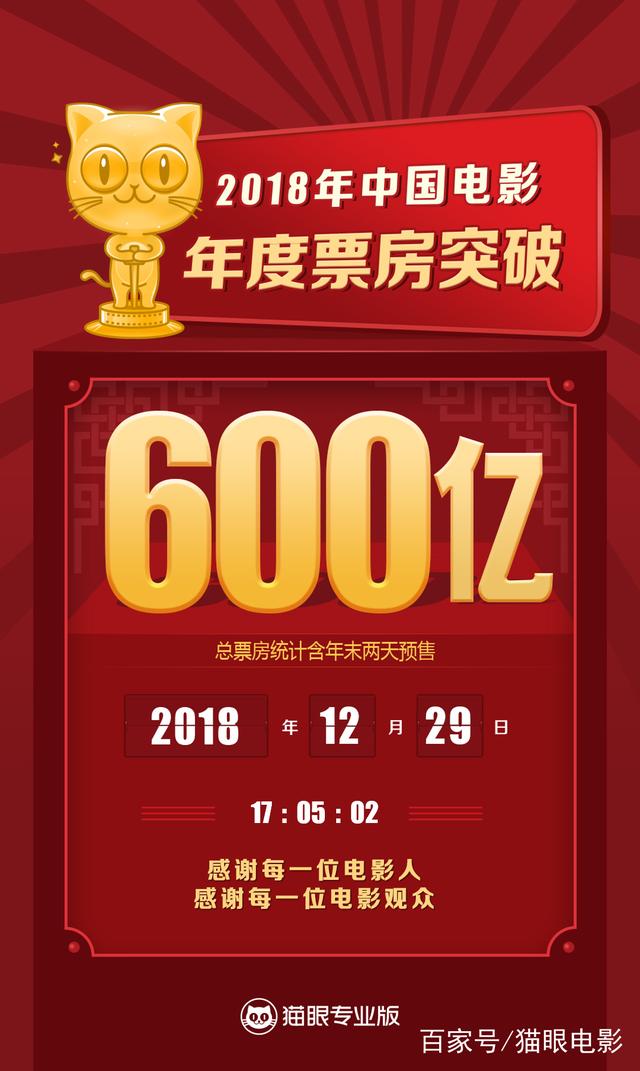 2018年中国电影
年度票房突破
600亿
总票房统计含年末两天预售
2018 年 12 月 29 日
17 : 05 : 02
感谢每一位电影人
感谢每一位电影观众
猫眼专业版
百家号/猫眼电影